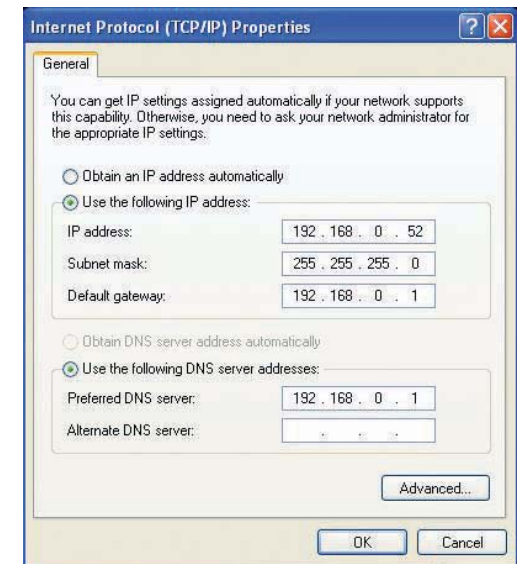 Internet Protocol (TCP/IP) Properties
General
You can get IP settings assigned automatically if your network supports
this capability. Otherwise, you need to ask your network administrator for
the appropriate IP settings.
Obtain an IP address automatically
Use the following IP address:
IP address: 192 . 168 . 0 . 52
Subnet mask: 255 . 255 . 255 . 0
Default gateway: 192 . 168 . 0 . 1
Obtain DNS server address automatically
Use the following DNS server addresses:
Preferred DNS server: 192 . 168 . 0 . 1
Alternate DNS server: . . .
Advanced...
OK Cancel